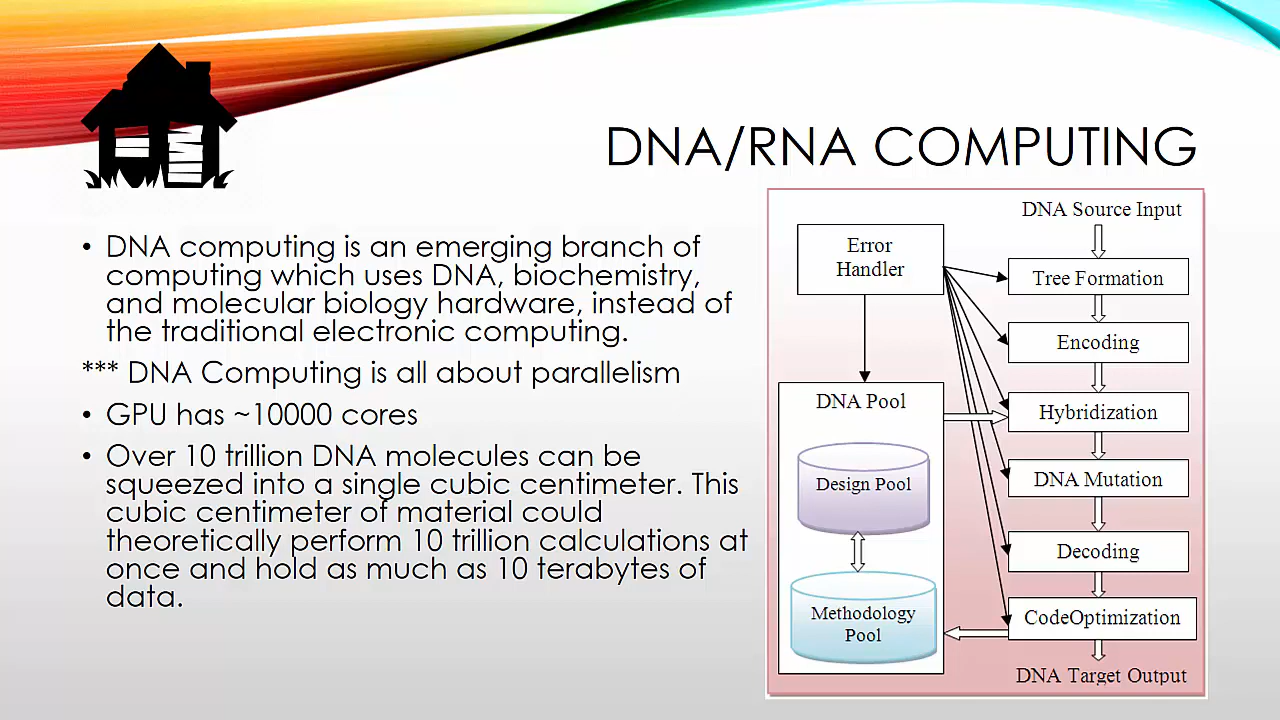 DNA/RNA COMPUTING
• DNA computing is an emerging branch of
computing which uses DNA, biochemistry,
and molecular biology hardware, instead of
the traditional electronic computing.
*** DNA Computing is all about parallelism
• GPU has ~10000 cores
• Over 10 trillion DNA molecules can be
squeezed into a single cubic centimeter. This
cubic centimeter of material could
theoretically perform 10 trillion calculations at
once and hold as much as 10 terabytes of
data.
DNA Source Input
Error
Handler
Tree Formation
Encoding
DNA Pool
Hybridization
Design Pool
DNA Mutation
Decoding
Methodology
Pool
CodeOptimization
DNA Target Output